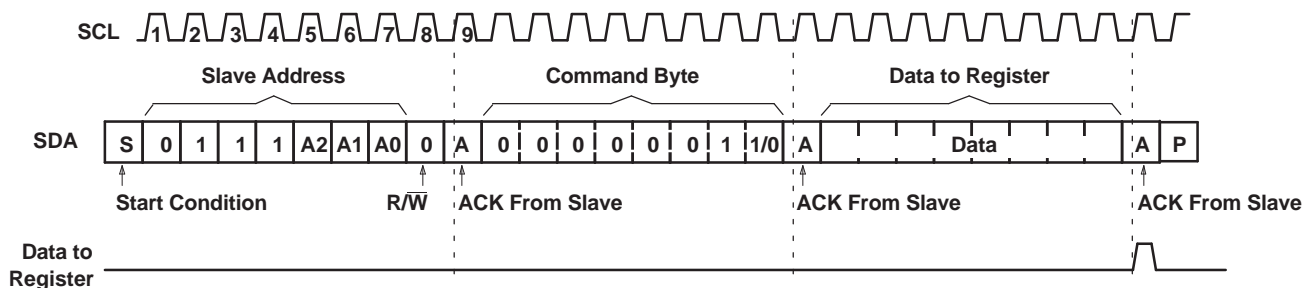 SCL 1 2 3 4 5 6 7 8 9
Slave Address Command Byte Data to Register
SDA S 0 1 1 1 A2 A1 A0 0 A 0 0 0 0 0 0 1 1/0 A Data A P
Start Condition R/W̅ ACK From Slave ACK From Slave ACK From Slave
Data to
Register